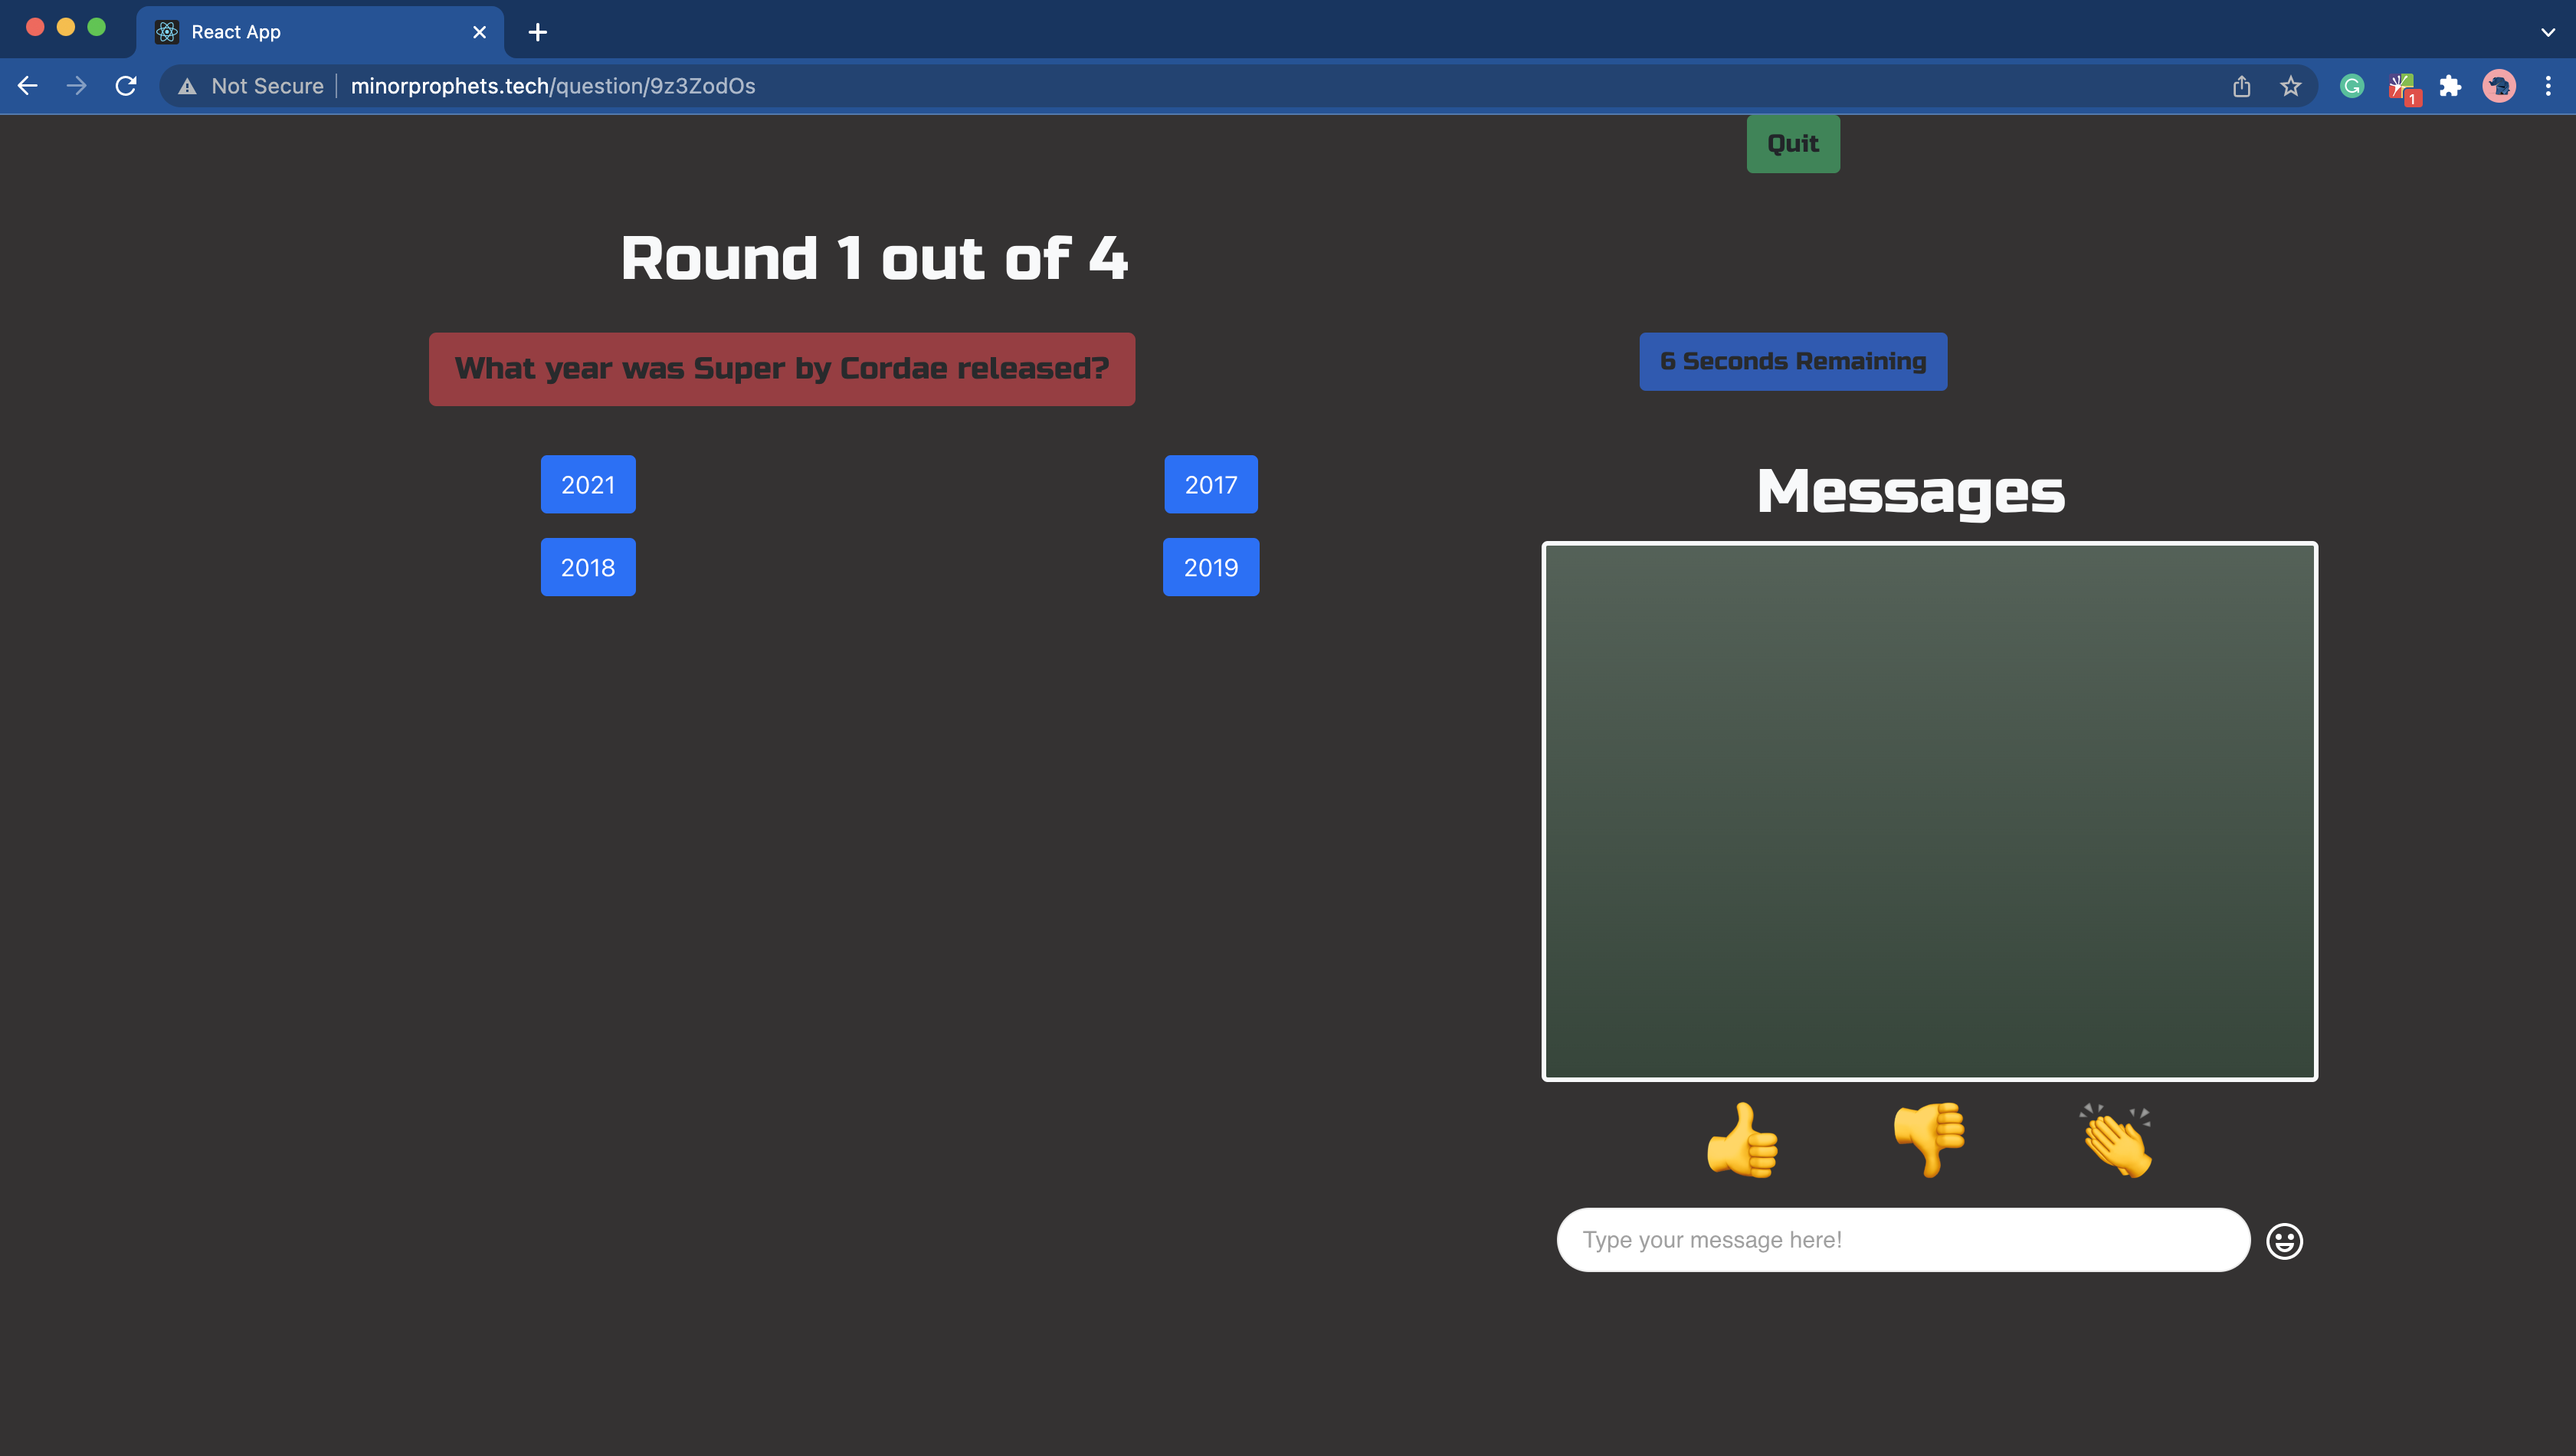 React App
Not Secure
minorprophets.tech/question/9z3ZodOs
1
Quit
Round 1 out of 4
What year was Super by Cordae released?
6 Seconds Remaining
2021
2017
2018
2019
Messages
Type your message here!